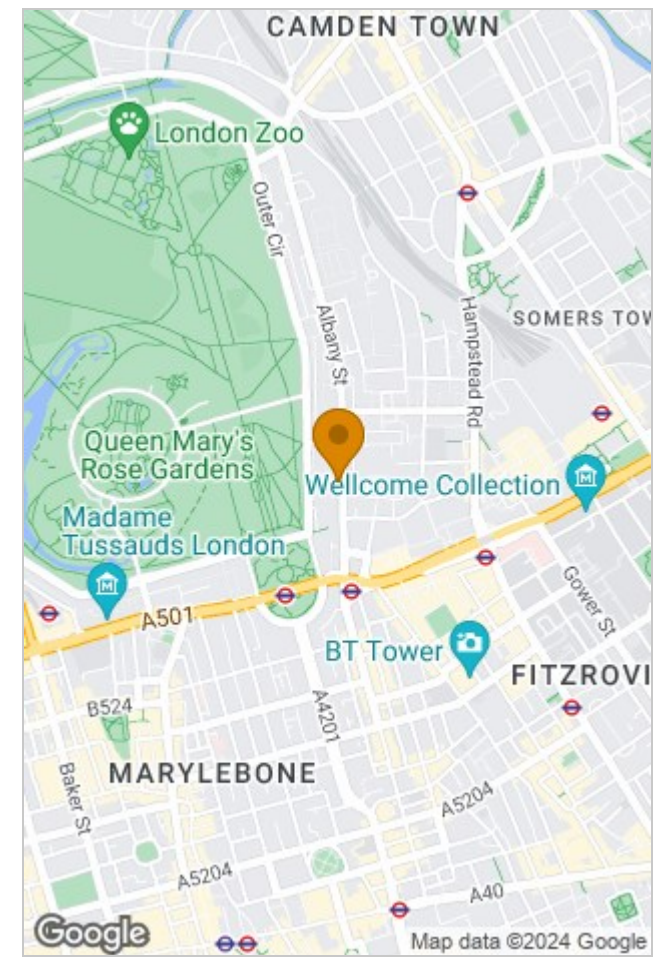 CAMDEN TOWN
London Zoo
Outer Cir
Albany St
Hampstead Rd
SOMERS TOW
Queen Mary's
Rose Gardens
Wellcome Collection
Madame
Tussauds London
A501
Gower St
BT Tower
FITZROVI
B524
A4201
MARYLEBONE
Baker St
A5204
A5204
A40
Google
Map data ©2024 Google